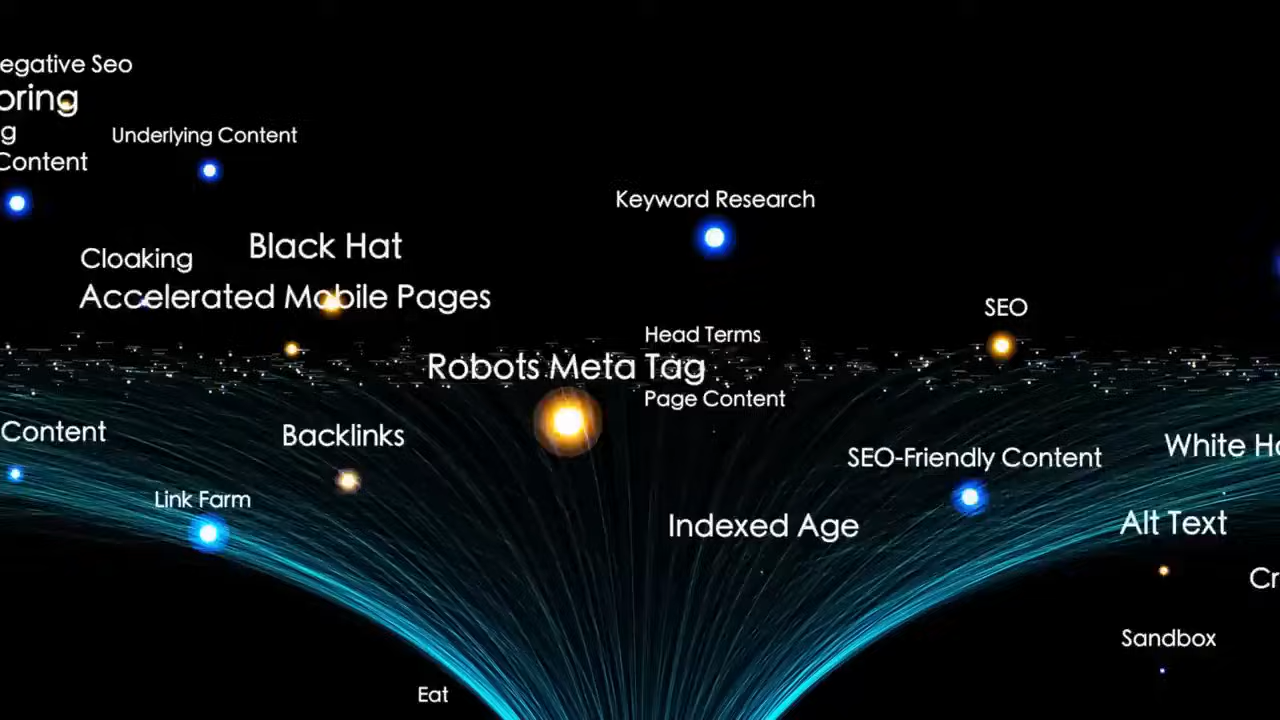 egative Seo
oring
g
Underlying Content
Content
Keyword Research
Black Hat
Cloaking
Accelerated Mobile Pages
SEO
Head Terms
Robots Meta Tag
Page Content
Content
Backlinks
White Ha
SEO-Friendly Content
Link Farm
Indexed Age
Alt Text
Cr
Sandbox
Eat